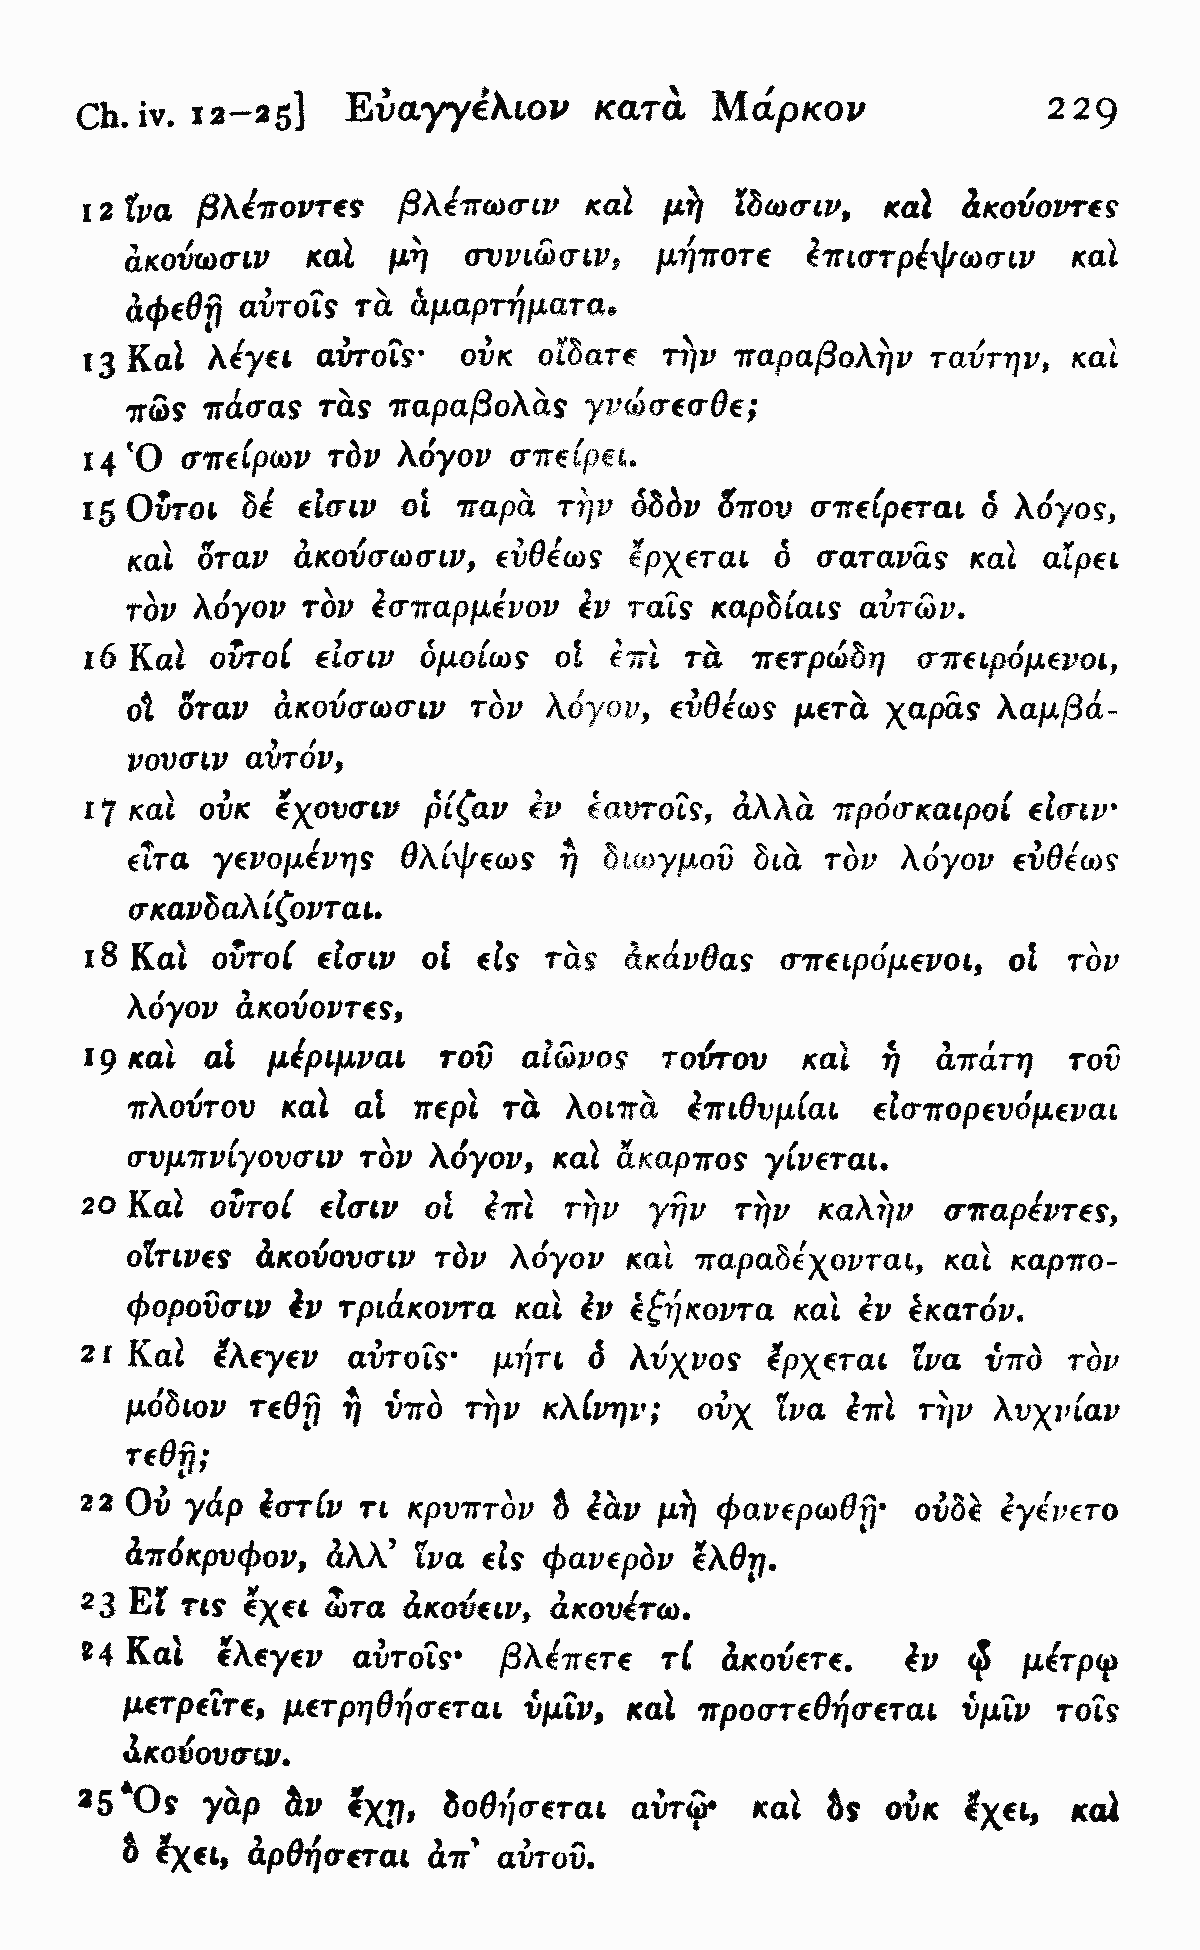 Ch. iv. 12–25] Εὐαγγέλιον κατὰ Μάρκον 229
12 ἵνα βλέποντες βλέπωσιν καὶ μὴ ἴδωσιν, καὶ ἀκούοντες
ἀκούωσιν καὶ μὴ συνιῶσιν, μήποτε ἐπιστρέψωσιν καὶ
ἀφεθῇ αὐτοῖς τὰ ἁμαρτήματα.
13 Καὶ λέγει αὐτοῖς· οὐκ οἴδατε τὴν παραβολὴν ταύτην, καὶ
πῶς πάσας τὰς παραβολὰς γνώσεσθε;
14 Ὁ σπείρων τὸν λόγον σπείρει.
15 Οὗτοι δέ εἰσιν οἱ παρὰ τὴν ὁδὸν ὅπου σπείρεται ὁ λόγος,
καὶ ὅταν ἀκούσωσιν, εὐθέως ἔρχεται ὁ σατανᾶς καὶ αἴρει
τὸν λόγον τὸν ἐσπαρμένον ἐν ταῖς καρδίαις αὐτῶν.
16 Καὶ οὗτοί εἰσιν ὁμοίως οἱ ἐπὶ τὰ πετρώδη σπειρόμενοι,
οἳ ὅταν ἀκούσωσιν τὸν λόγον, εὐθέως μετὰ χαρᾶς λαμβά-
νουσιν αὐτόν,
17 καὶ οὐκ ἔχουσιν ῥίζαν ἐν ἑαυτοῖς, ἀλλὰ πρόσκαιροί εἰσιν·
εἶτα γενομένης θλίψεως ἢ διωγμοῦ διὰ τὸν λόγον εὐθέως
σκανδαλίζονται.
18 Καὶ οὗτοί εἰσιν οἱ εἰς τὰς ἀκάνθας σπειρόμενοι, οἱ τὸν
λόγον ἀκούοντες,
19 καὶ αἱ μέριμναι τοῦ αἰῶνος τούτου καὶ ἡ ἀπάτη τοῦ
πλούτου καὶ αἱ περὶ τὰ λοιπὰ ἐπιθυμίαι εἰσπορευόμεναι
συμπνίγουσιν τὸν λόγον, καὶ ἄκαρπος γίνεται.
20 Καὶ οὗτοί εἰσιν οἱ ἐπὶ τὴν γῆν τὴν καλὴν σπαρέντες,
οἵτινες ἀκούουσιν τὸν λόγον καὶ παραδέχονται, καὶ καρπο-
φοροῦσιν ἐν τριάκοντα καὶ ἐν ἑξήκοντα καὶ ἐν ἑκατόν.
21 Καὶ ἔλεγεν αὐτοῖς· μήτι ὁ λύχνος ἔρχεται ἵνα ὑπὸ τὸν
μόδιον τεθῇ ἢ ὑπὸ τὴν κλίνην; οὐχ ἵνα ἐπὶ τὴν λυχνίαν
τεθῇ;
22 Οὐ γάρ ἐστίν τι κρυπτὸν ὃ ἐὰν μὴ φανερωθῇ· οὐδὲ ἐγένετο
ἀπόκρυφον, ἀλλ’ ἵνα εἰς φανερὸν ἔλθῃ.
23 Εἴ τις ἔχει ὦτα ἀκούειν, ἀκουέτω.
24 Καὶ ἔλεγεν αὐτοῖς· βλέπετε τί ἀκούετε. ἐν ᾧ μέτρῳ
μετρεῖτε, μετρηθήσεται ὑμῖν, καὶ προστεθήσεται ὑμῖν τοῖς
ἀκούουσιν.
25 Ὃς γὰρ ἂν ἔχῃ, δοθήσεται αὐτῷ· καὶ ὃς οὐκ ἔχει, καὶ
ὃ ἔχει, ἀρθήσεται ἀπ’ αὐτοῦ.